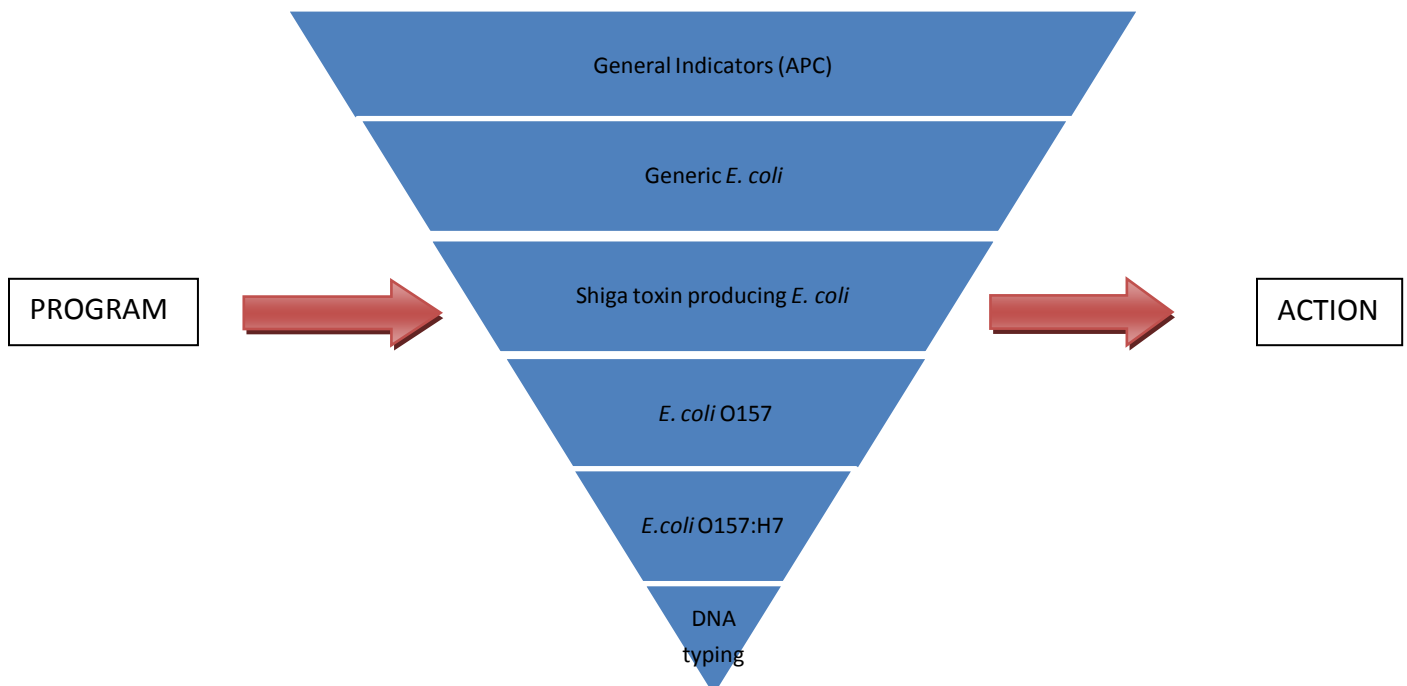 General Indicators (APC)
Generic E. coli
Shiga toxin producing E. coli
PROGRAM
ACTION
E. coli O157
E.coli O157:H7
DNA
typing